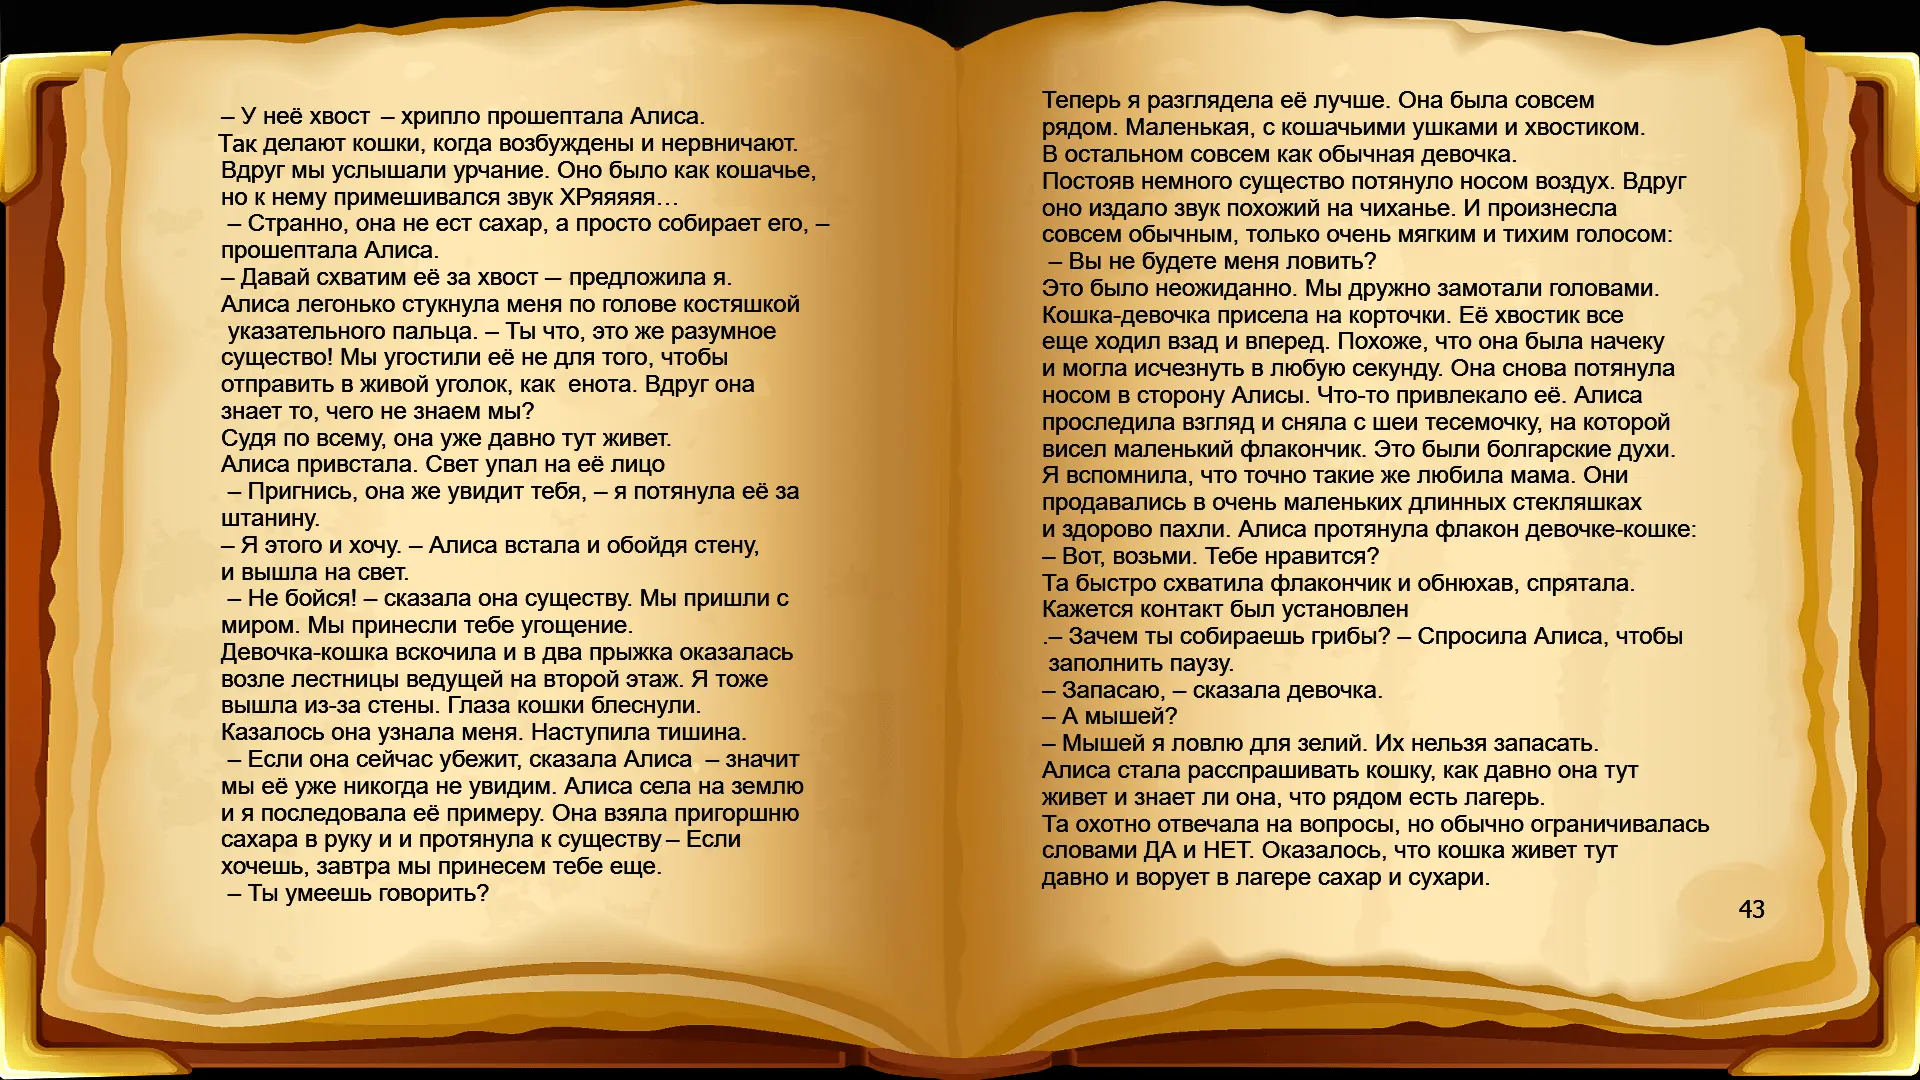 – У неё хвост – хрипло прошептала Алиса.
Так делают кошки, когда возбуждены и нервничают.
Вдруг мы услышали урчание. Оно было как кошачье,
но к нему примешивался звук ХРяяяяя…
– Странно, она не ест сахар, а просто собирает его, –
прошептала Алиса.
– Давай схватим её за хвост – предложила я.
Алиса легонько стукнула меня по голове костяшкой
указательного пальца. – Ты что, это же разумное
существо! Мы угостили её не для того, чтобы
отправить в живой уголок, как енота. Вдруг она
знает то, чего не знаем мы?
Судя по всему, она уже давно тут живет.
Алиса привстала. Свет упал на её лицо
– Пригнись, она же увидит тебя, – я потянула её за
штанину.
– Я этого и хочу. – Алиса встала и обойдя стену,
и вышла на свет.
– Не бойся! – сказала она существу. Мы пришли с
миром. Мы принесли тебе угощение.
Девочка-кошка вскочила и в два прыжка оказалась
возле лестницы ведущей на второй этаж. Я тоже
вышла из-за стены. Глаза кошки блеснули.
Казалось она узнала меня. Наступила тишина.
– Если она сейчас убежит, сказала Алиса – значит
мы её уже никогда не увидим. Алиса села на землю
и я последовала её примеру. Она взяла пригоршню
сахара в руку и и протянула к существу – Если
хочешь, завтра мы принесем тебе еще.
– Ты умеешь говорить?
Теперь я разглядела её лучше. Она была совсем
рядом. Маленькая, с кошачьими ушками и хвостиком.
В остальном совсем как обычная девочка.
Постояв немного существо потянуло носом воздух. Вдруг
оно издало звук похожий на чиханье. И произнесла
совсем обычным, только очень мягким и тихим голосом:
– Вы не будете меня ловить?
Это было неожиданно. Мы дружно замотали головами.
Кошка-девочка присела на корточки. Её хвостик все
еще ходил взад и вперед. Похоже, что она была начеку
и могла исчезнуть в любую секунду. Она снова потянула
носом в сторону Алисы. Что-то привлекало её. Алиса
проследила взгляд и сняла с шеи тесемочку, на которой
висел маленький флакончик. Это были болгарские духи.
Я вспомнила, что точно такие же любила мама. Они
продавались в очень маленьких длинных стекляшках
и здорово пахли. Алиса протянула флакон девочке-кошке:
– Вот, возьми. Тебе нравится?
Та быстро схватила флакончик и обнюхав, спрятала.
Кажется контакт был установлен
.– Зачем ты собираешь грибы? – Спросила Алиса, чтобы
заполнить паузу.
– Запасаю, – сказала девочка.
– А мышей?
– Мышей я ловлю для зелий. Их нельзя запасать.
Алиса стала расспрашивать кошку, как давно она тут
живет и знает ли она, что рядом есть лагерь.
Та охотно отвечала на вопросы, но обычно ограничивалась
словами ДА и НЕТ. Оказалось, что кошка живет тут
давно и ворует в лагере сахар и сухари.
43